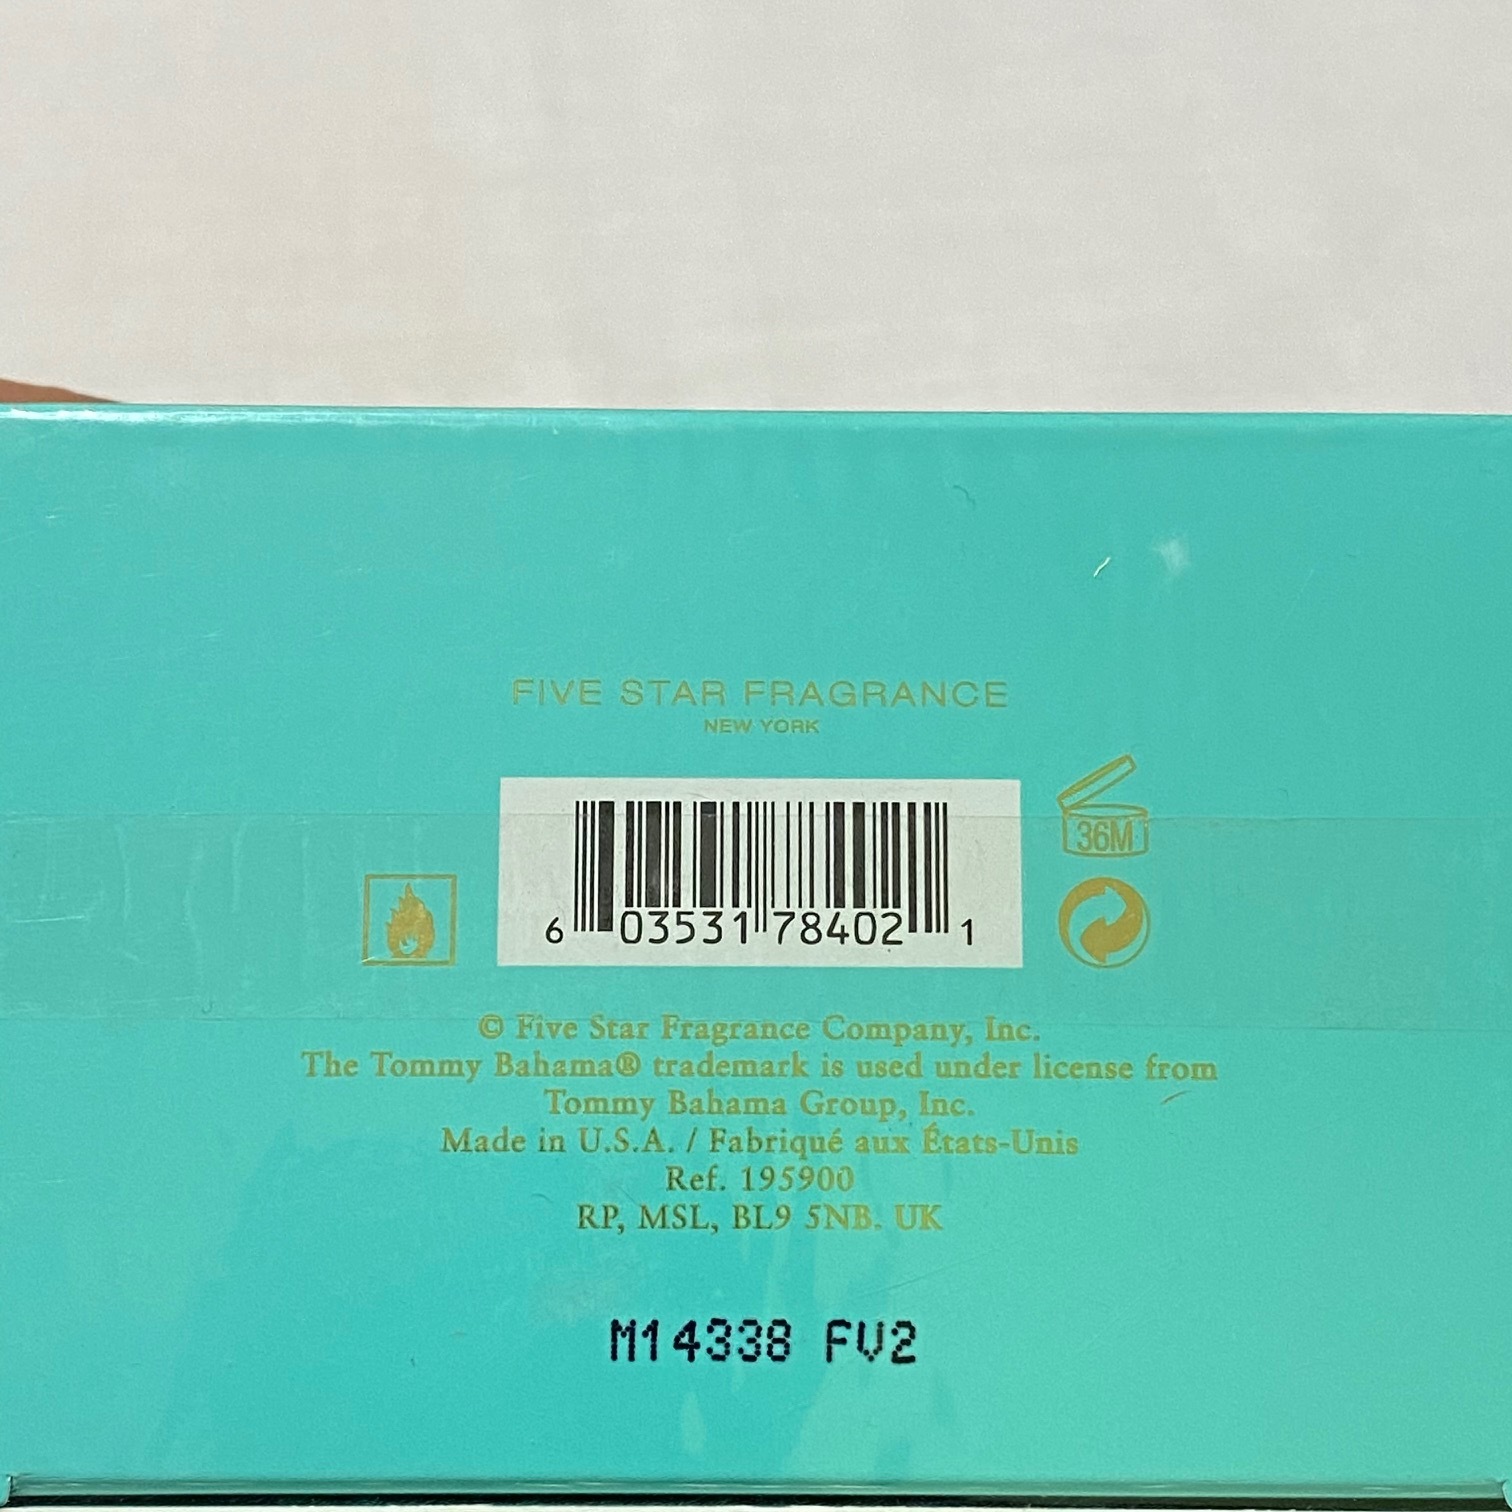 FIVE STAR FRAGRANCE
NEW YORK
36M
6 03531 78402 1
© Five Star Fragrance Company, Inc.
The Tommy Bahama® trademark is used under license from
Tommy Bahama Group, Inc.
Made in U.S.A. / Fabriqué aux États-Unis
Ref. 195900
RP, MSL, BL9 5NB. UK
M14338 FV2